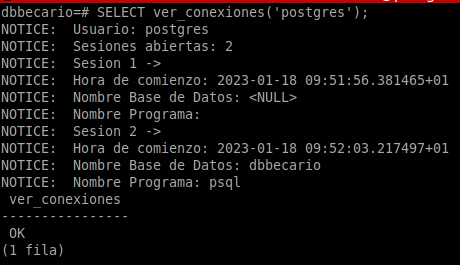 dbbecario=# SELECT ver_conexiones('postgres');
NOTICE:  Usuario: postgres
NOTICE:  Sesiones abiertas: 2
NOTICE:  Sesion 1 ->
NOTICE:  Hora de comienzo: 2023-01-18 09:51:56.381465+01
NOTICE:  Nombre Base de Datos: <NULL>
NOTICE:  Nombre Programa:
NOTICE:  Sesion 2 ->
NOTICE:  Hora de comienzo: 2023-01-18 09:52:03.217497+01
NOTICE:  Nombre Base de Datos: dbbecario
NOTICE:  Nombre Programa: psql
 ver_conexiones
----------------
 OK
(1 fila)